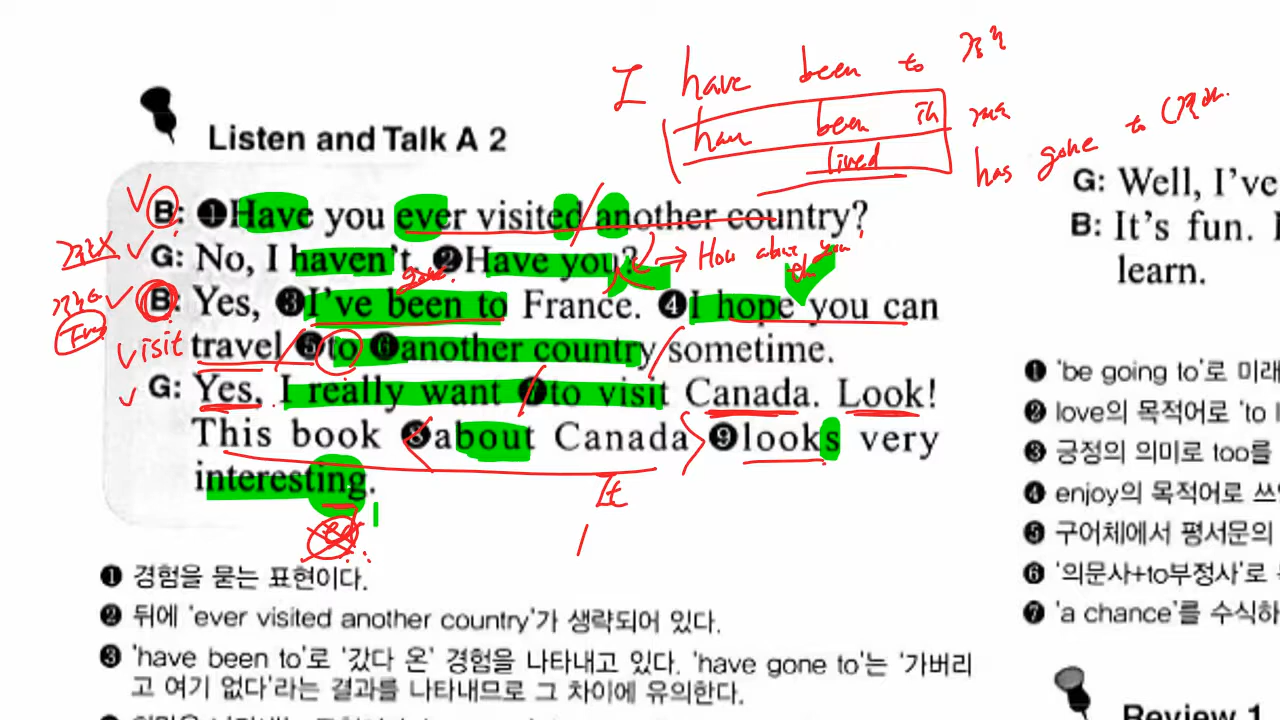 I have been to
have been in
lived
has gone to
Listen and Talk A 2
B: ❶Have you ever visited another country?
G: No, I haven't. ❷Have you?
How about you?
B: Yes, ❸I've been to France. ❹I hope you can
travel ❺to ❻another country sometime.
visit
G: Yes, I really want ❼to visit Canada. Look!
This book ❽about Canada ❾looks very
interesting.
It
❶ 경험을 묻는 표현이다.
❷ 뒤에 'ever visited another country'가 생략되어 있다.
❸ 'have been to'로 '갔다 온' 경험을 나타내고 있다. 'have gone to'는 '가버리
고 여기 없다'라는 결과를 나타내므로 그 차이에 유의한다.
G: Well, I've
B: It's fun.
learn.
❶ 'be going to'로 미래
❷ love의 목적어로 'to
❸ 긍정의 의미로 too를
❹ enjoy의 목적어로
❺ 구어체에서 평서문의
❻ '의문사+to부정사'로
❼ 'a chance'를
Review 1